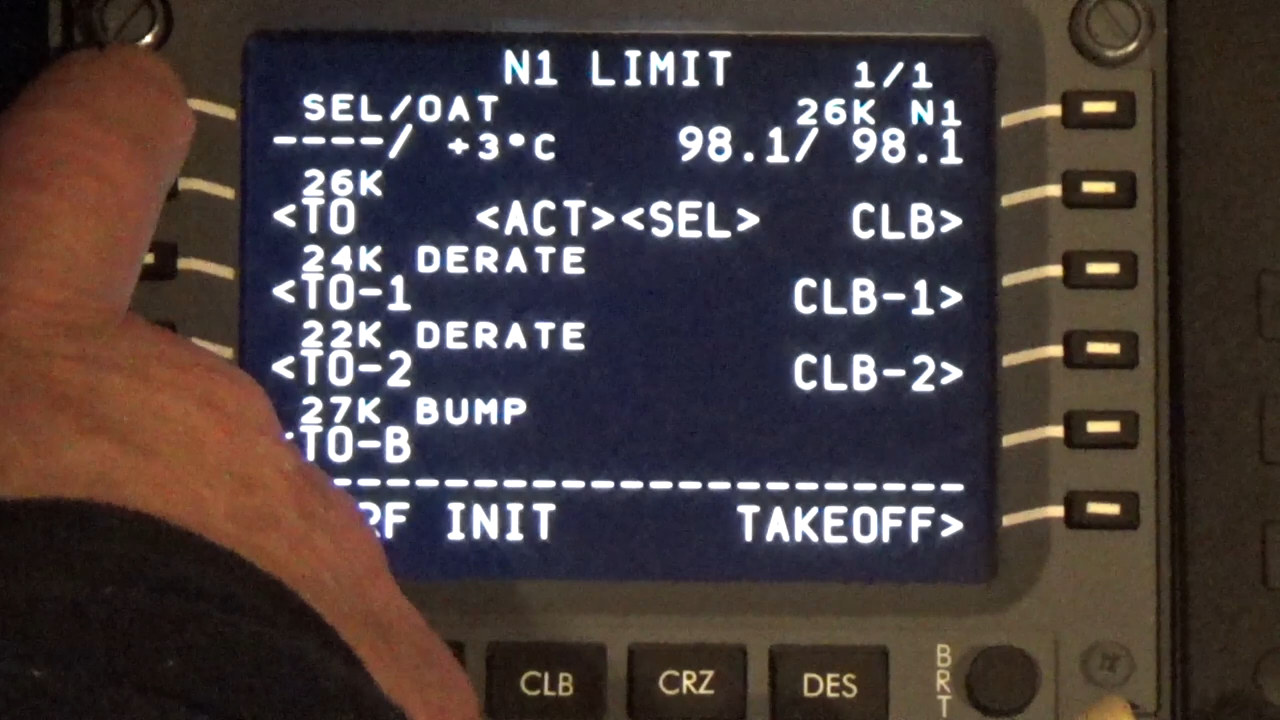 N1 LIMIT 1/1
SEL/OAT 26K N1
----/ +3°C 98.1/ 98.1
26K
<TO <ACT><SEL> CLB>
24K DERATE
<TO-1 CLB-1>
22K DERATE
<TO-2 CLB-2>
27K BUMP
TO-B
------------------------
RF INIT TAKEOFF>
CLB CRZ DES BRT